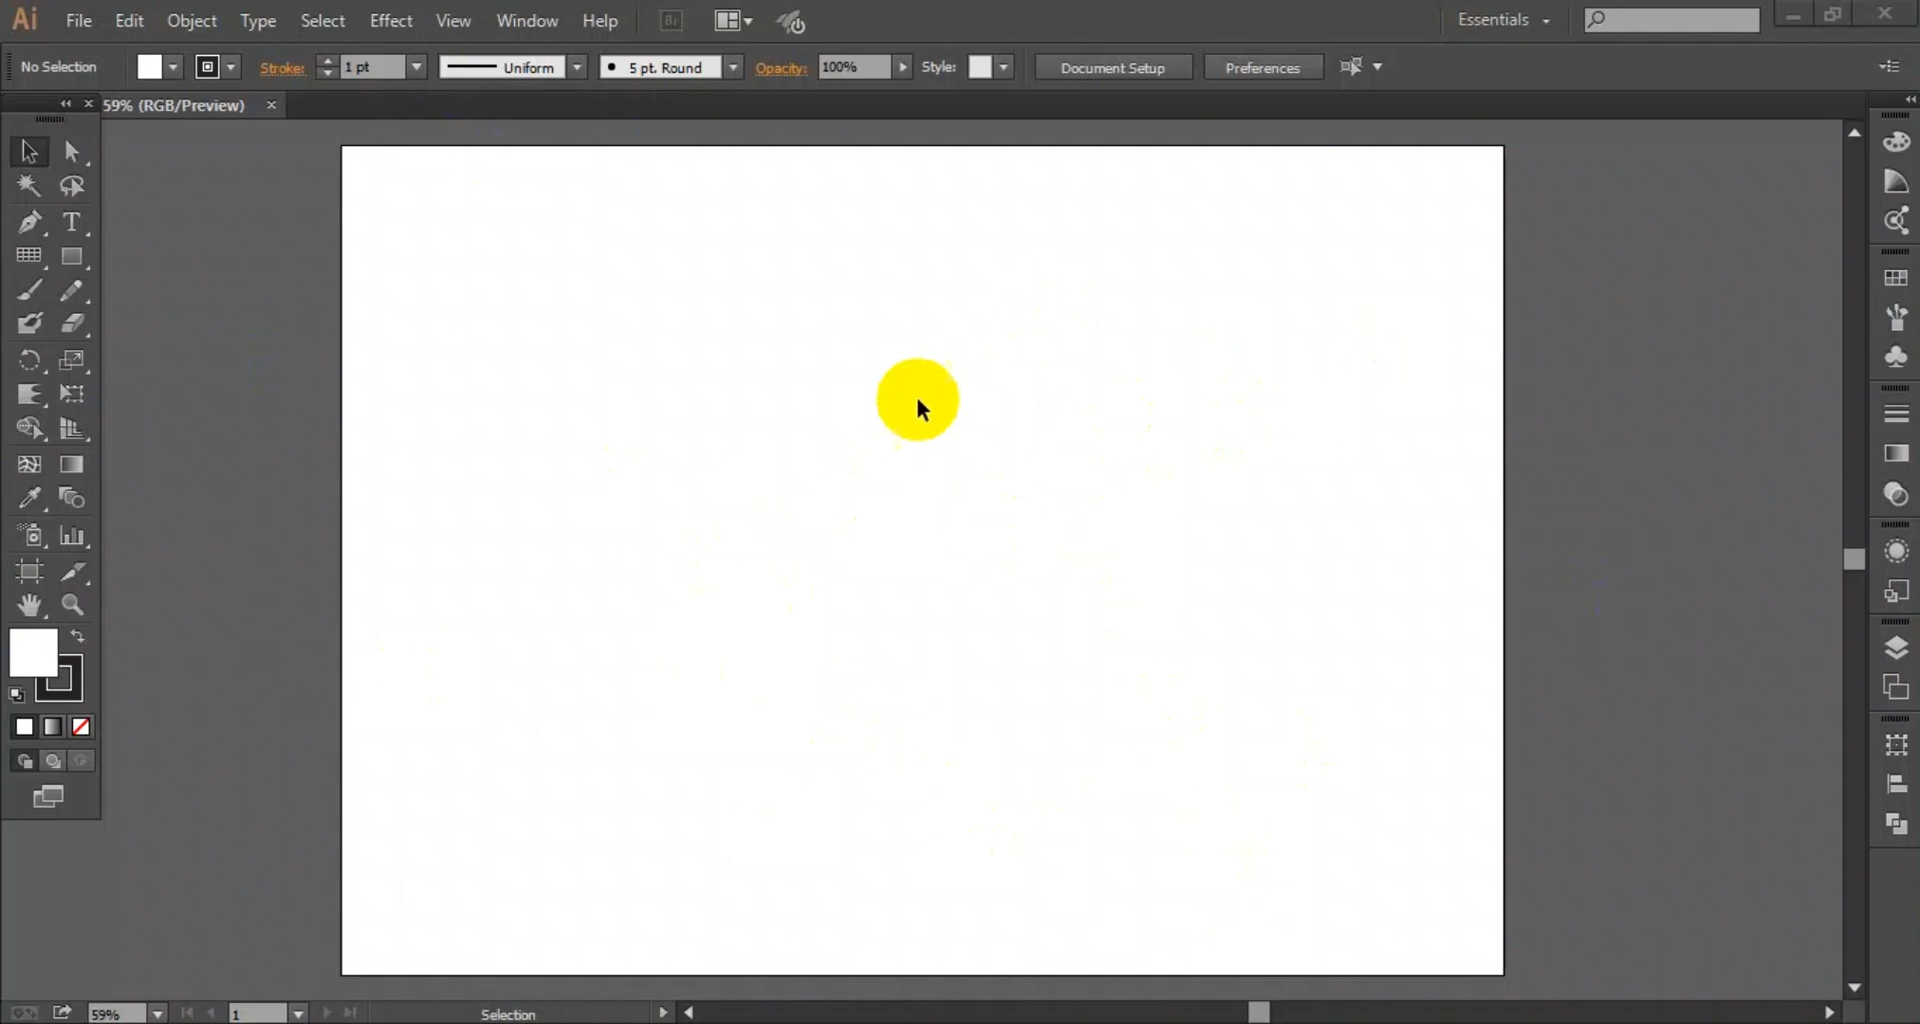 Ai File Edit Object Type Select Effect View Window Help Br Essentials
No Selection Stroke: 1 pt Uniform 5 pt. Round Opacity: 100% Style: Document Setup Preferences
59% (RGB/Preview)
T
59% 1 Selection